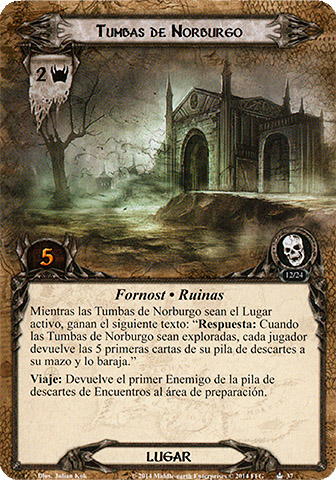 Tumbas de Norburgo
2
5
12/24
Fornost • Ruinas
Mientras las Tumbas de Norburgo sean el Lugar
activo, ganan el siguiente texto: “Respuesta: Cuando
las Tumbas de Norburgo sean exploradas, cada jugador
devuelve las 5 primeras cartas de su pila de descartes a
su mazo y lo baraja.”
Viaje: Devuelve el primer Enemigo de la pila de
descartes de Encuentros al área de preparación.
LUGAR
Ilus. Julian Kok © 2014 Middle-earth Enterprises © 2014 FFG 37